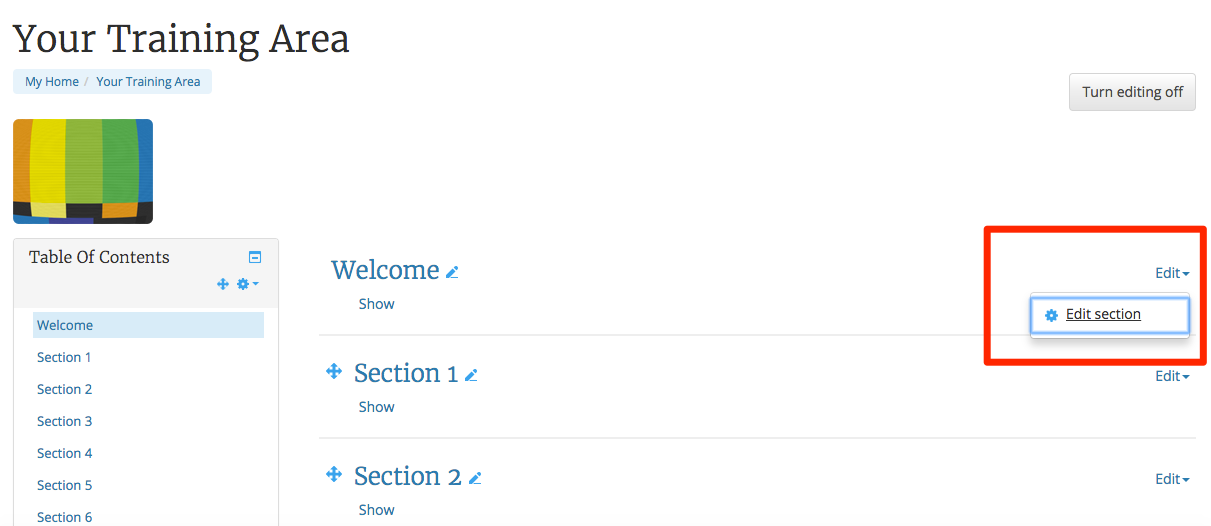 Your Training Area
My Home / Your Training Area
Turn editing off
Table Of Contents
Welcome
Section 1
Section 2
Section 3
Section 4
Section 5
Section 6
Welcome
Edit
Show
Edit section
Section 1
Edit
Show
Section 2
Edit
Show